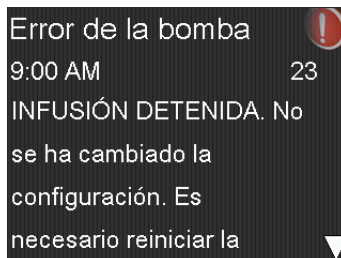 Error de la bomba
9:00 AM 23
INFUSIÓN DETENIDA. No
se ha cambiado la
configuración. Es
necesario reiniciar la